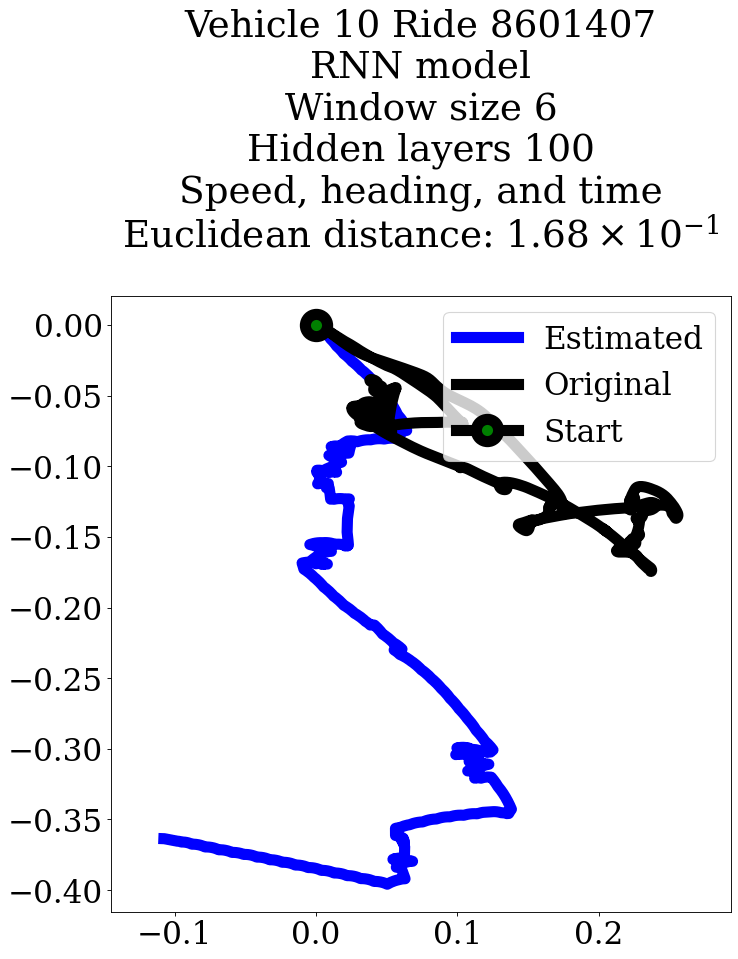 Vehicle 10 Ride 8601407
RNN model
Window size 6
Hidden layers 100
Speed, heading, and time
Euclidean distance: 1.68 × 10⁻¹
Estimated
Original
Start
0.00
−0.05
−0.10
−0.15
−0.20
−0.25
−0.30
−0.35
−0.40
−0.1 0.0 0.1 0.2